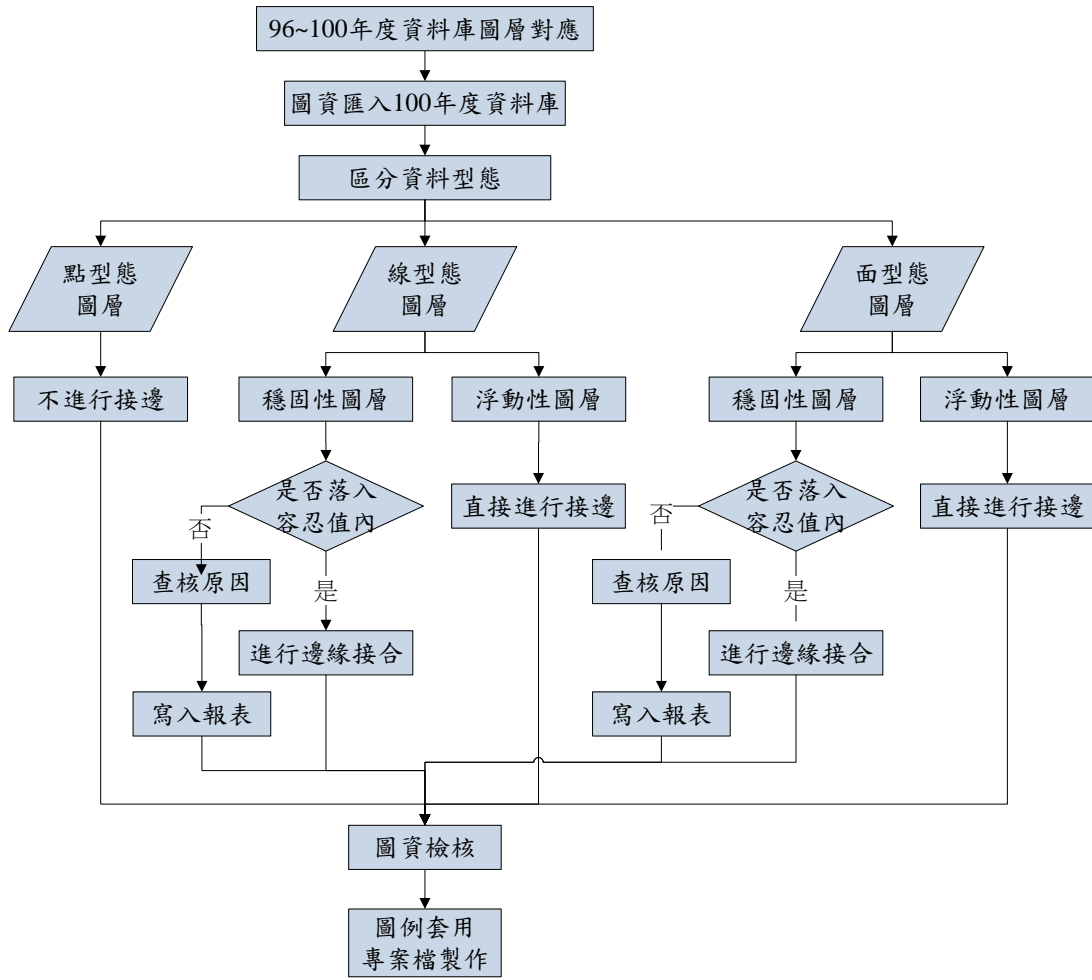 96~100年度資料庫圖層對應
圖資匯入100年度資料庫
區分資料型態
點型態
圖層
線型態
圖層
面型態
圖層
不進行接邊
穩固性圖層
浮動性圖層
穩固性圖層
浮動性圖層
是否落入
容忍值內
直接進行接邊
是否落入
容忍值內
直接進行接邊
否
查核原因
是
進行邊緣接合
寫入報表
否
查核原因
是
進行邊緣接合
寫入報表
圖資檢核
圖例套用
專案檔製作